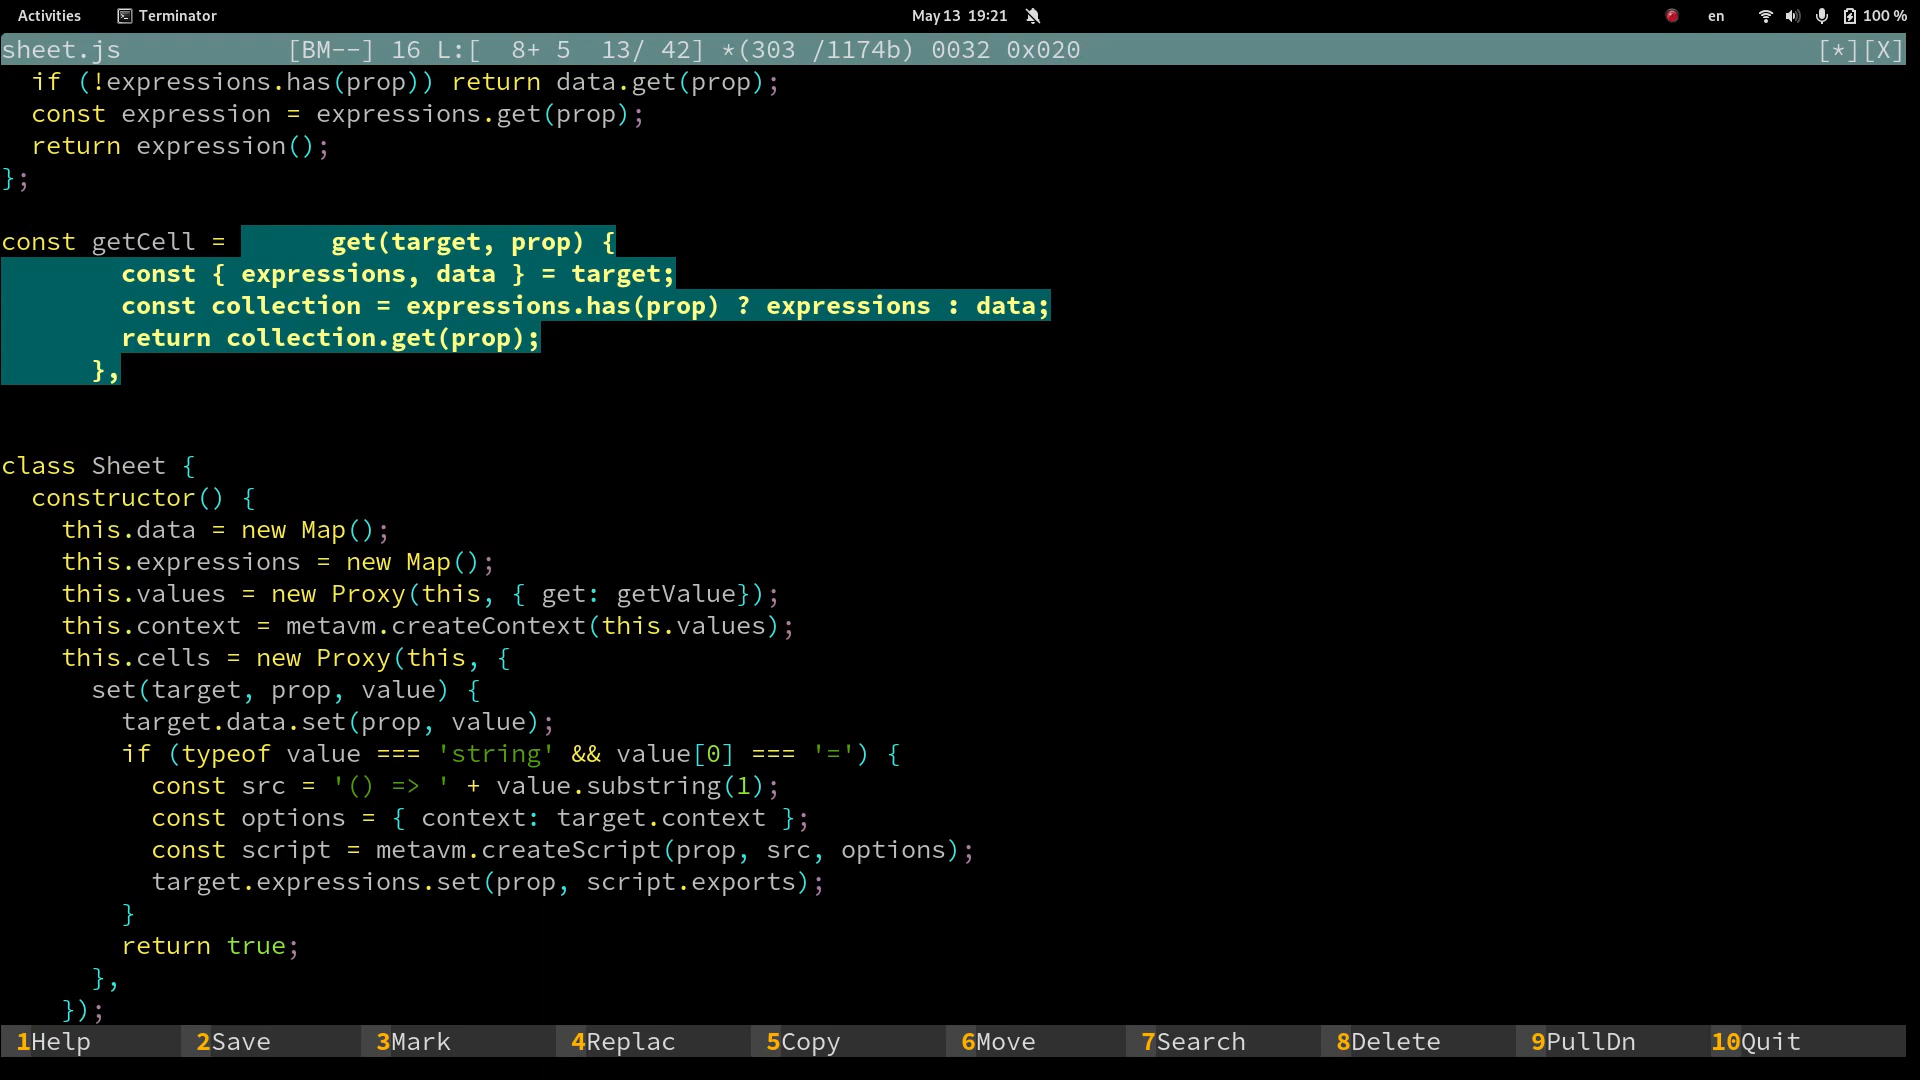 Activities Terminator May 13 19:21 en 100 %
sheet.js [BM--] 16 L:[ 8+ 5 13/ 42] *(303 /1174b) 0032 0x020 [*][X]
  if (!expressions.has(prop)) return data.get(prop);
  const expression = expressions.get(prop);
  return expression();
};

const getCell =       get(target, prop) {
        const { expressions, data } = target;
        const collection = expressions.has(prop) ? expressions : data;
        return collection.get(prop);
      },

class Sheet {
  constructor() {
    this.data = new Map();
    this.expressions = new Map();
    this.values = new Proxy(this, { get: getValue});
    this.context = metavm.createContext(this.values);
    this.cells = new Proxy(this, {
      set(target, prop, value) {
        target.data.set(prop, value);
        if (typeof value === 'string' && value[0] === '=') {
          const src = '() => ' + value.substring(1);
          const options = { context: target.context };
          const script = metavm.createScript(prop, src, options);
          target.expressions.set(prop, script.exports);
        }
        return true;
      },
    });
1Help 2Save 3Mark 4Replac 5Copy 6Move 7Search 8Delete 9PullDn 10Quit